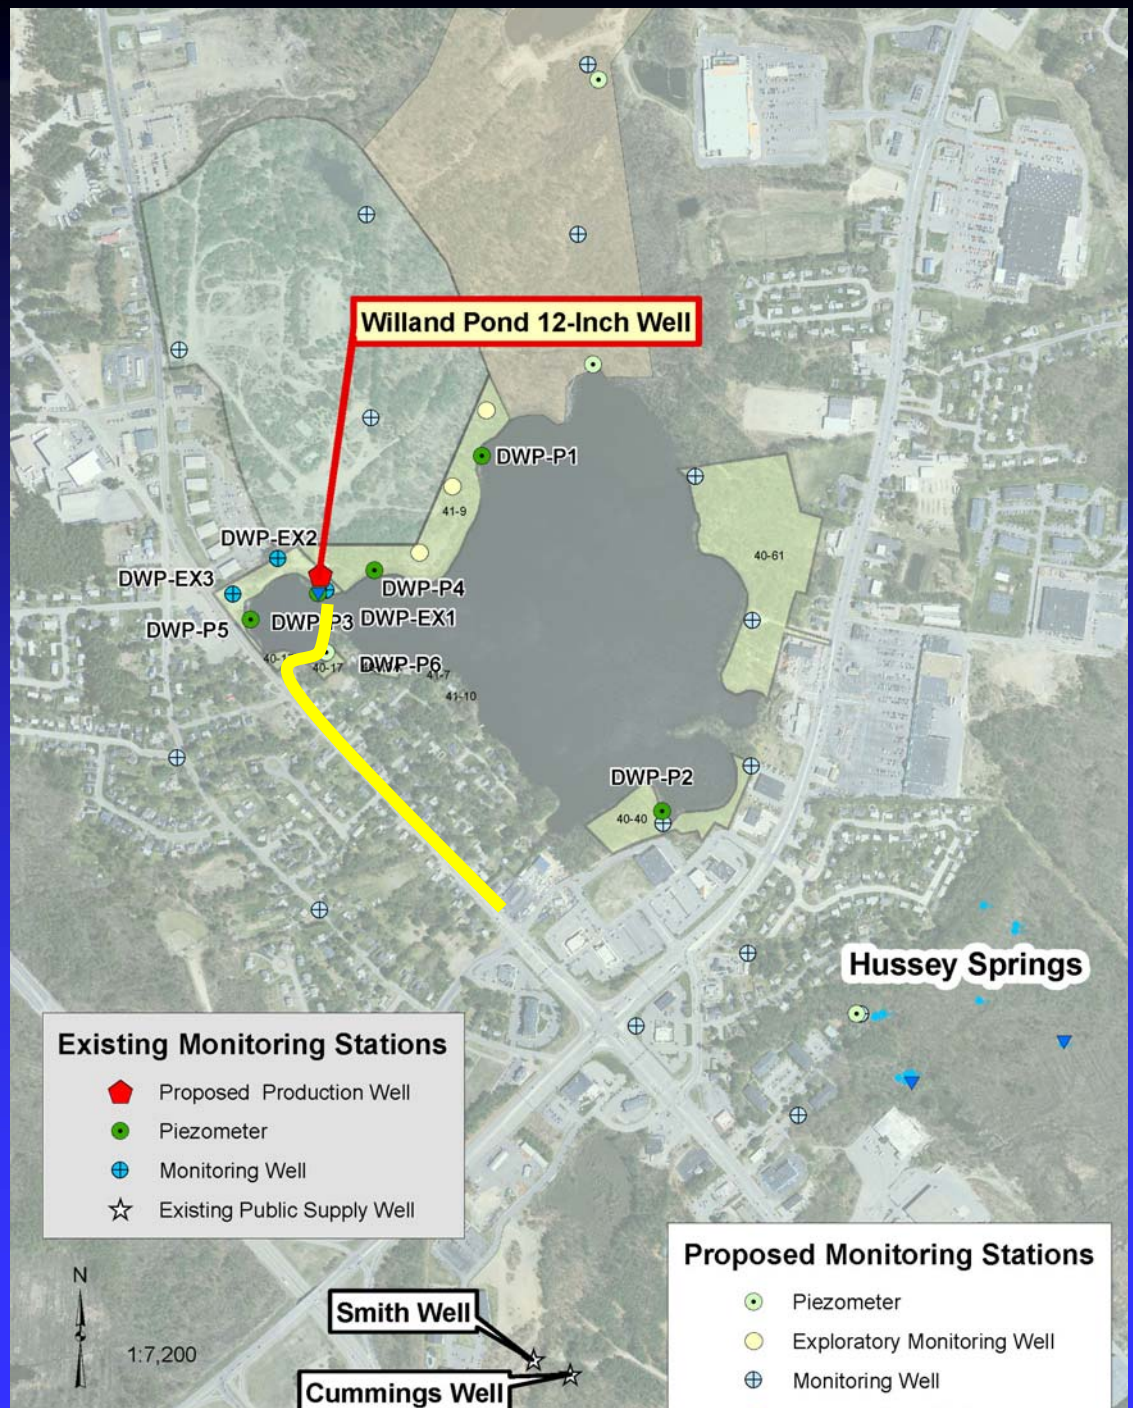 Willand Pond 12-Inch Well
DWP-P1
41-9
DWP-EX2
40-61
DWP-EX3
DWP-P4
DWP-P5
DWP-P3
DWP-EX1
40-17
DWP-P6
41-7
41-10
DWP-P2
40-40
Hussey Springs
Existing Monitoring Stations
Proposed Production Well
Piezometer
Monitoring Well
Existing Public Supply Well
N
1:7,200
Smith Well
Cummings Well
Proposed Monitoring Stations
Piezometer
Exploratory Monitoring Well
Monitoring Well